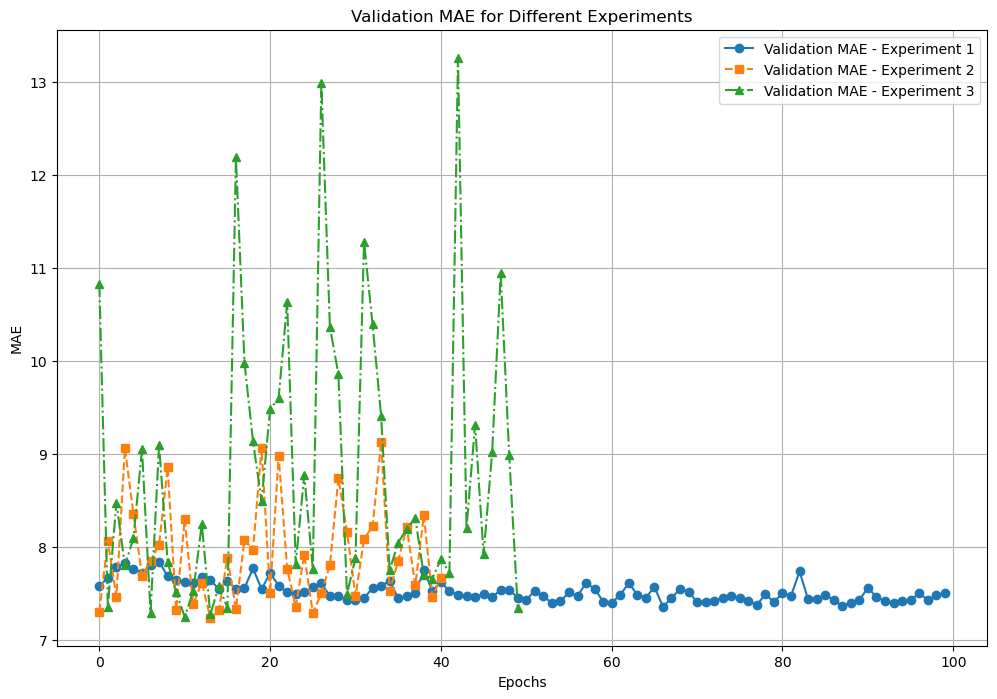 Validation MAE for Different Experiments
Validation MAE - Experiment 1
Validation MAE - Experiment 2
Validation MAE - Experiment 3
MAE
13
12
11
10
9
8
7
0
20
40
60
80
100
Epochs